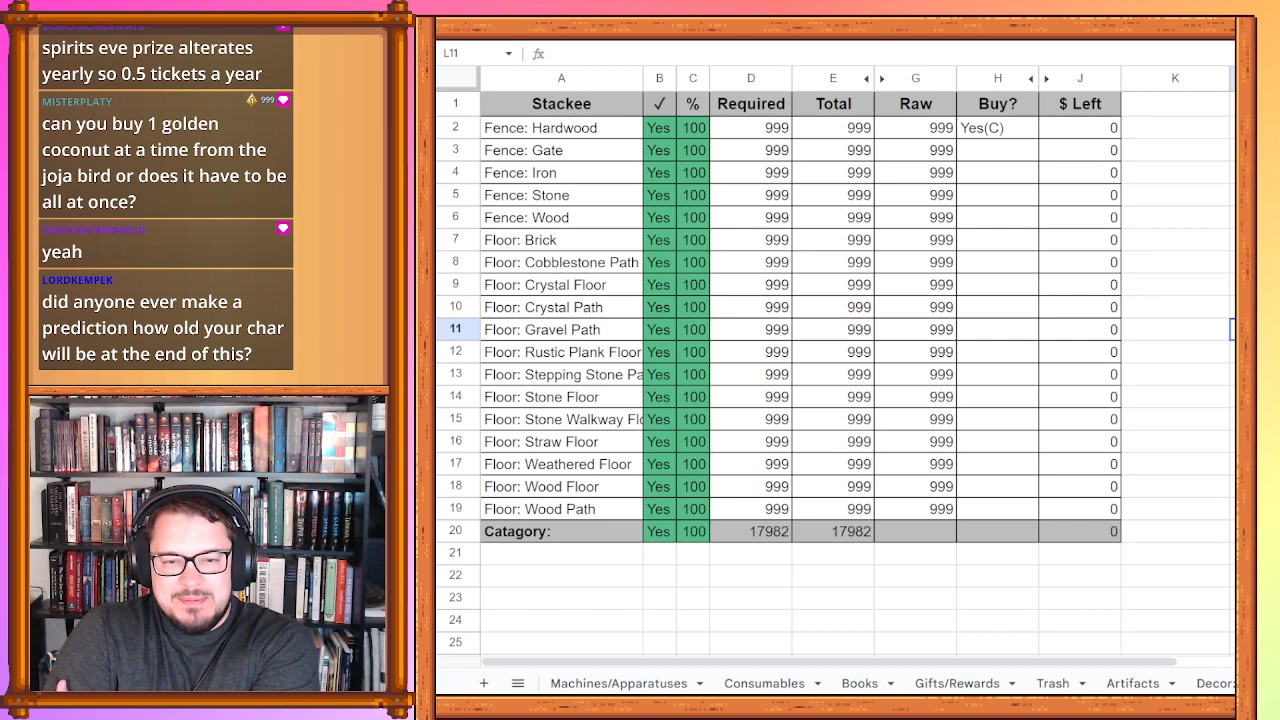 spirits eve prize alterates
yearly so 0.5 tickets a year
MISTERPLATY 999
can you buy 1 golden
coconut at a time from the
joja bird or does it have to be
all at once?
yeah
LORDKEMPEK
did anyone ever make a
prediction how old your char
will be at the end of this?
L11 fx
A B C D E G H J K
1 Stackee ✓ % Required Total Raw Buy? $ Left
2 Fence: Hardwood Yes 100 999 999 999 Yes(C) 0
3 Fence: Gate Yes 100 999 999 999 0
4 Fence: Iron Yes 100 999 999 999 0
5 Fence: Stone Yes 100 999 999 999 0
6 Fence: Wood Yes 100 999 999 999 0
7 Floor: Brick Yes 100 999 999 999 0
8 Floor: Cobblestone Path Yes 100 999 999 999 0
9 Floor: Crystal Floor Yes 100 999 999 999 0
10 Floor: Crystal Path Yes 100 999 999 999 0
11 Floor: Gravel Path Yes 100 999 999 999 0
12 Floor: Rustic Plank Floor Yes 100 999 999 999 0
13 Floor: Stepping Stone Pa Yes 100 999 999 999 0
14 Floor: Stone Floor Yes 100 999 999 999 0
15 Floor: Stone Walkway Flo Yes 100 999 999 999 0
16 Floor: Straw Floor Yes 100 999 999 999 0
17 Floor: Weathered Floor Yes 100 999 999 999 0
18 Floor: Wood Floor Yes 100 999 999 999 0
19 Floor: Wood Path Yes 100 999 999 999 0
20 Catagory: Yes 100 17982 17982 0
21
22
23
24
25
+ Machines/Apparatuses Consumables Books Gifts/Rewards Trash Artifacts Decor